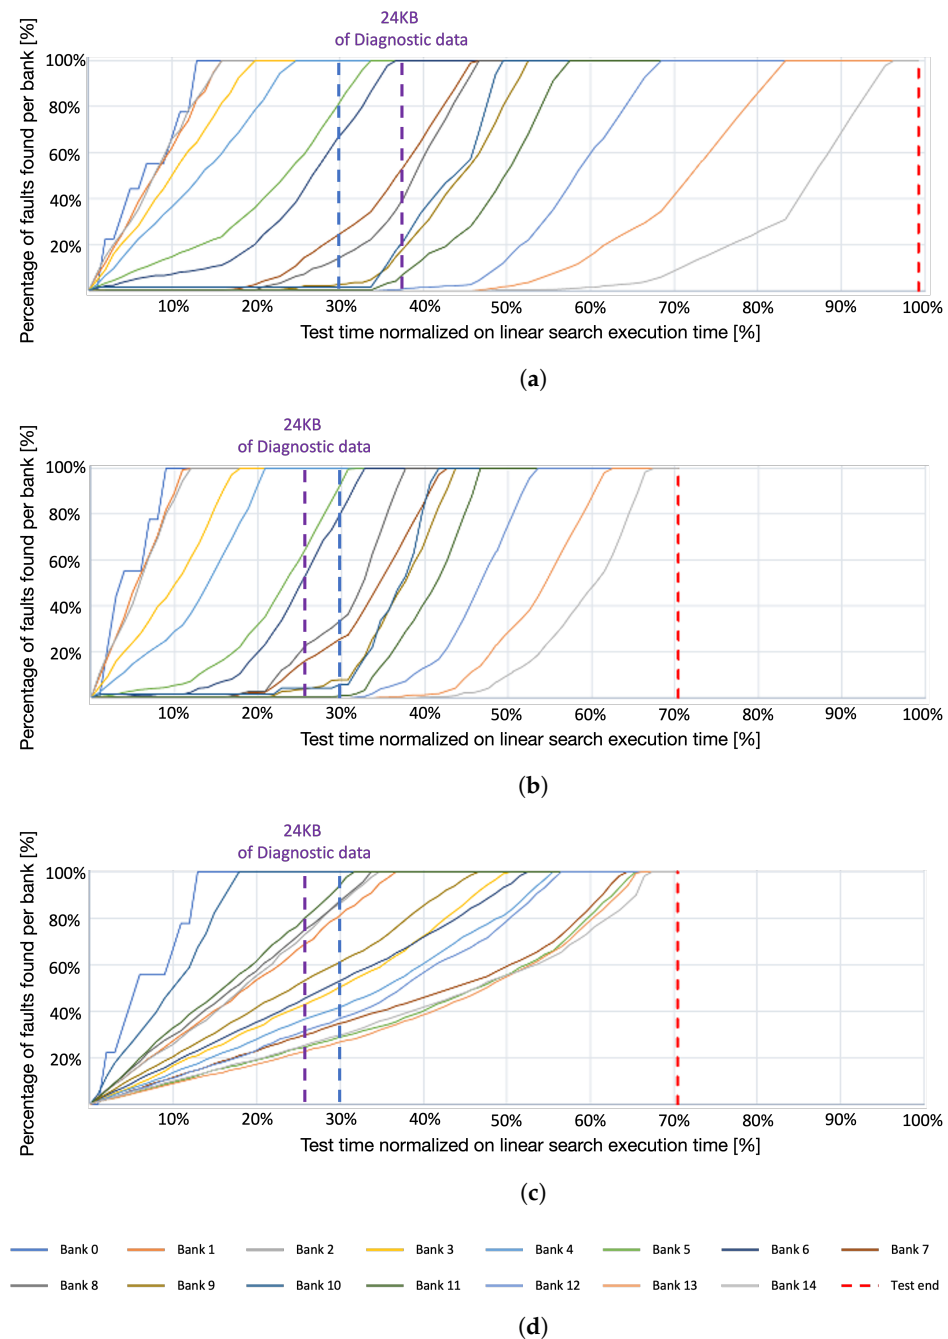 24KB
of Diagnostic data
Percentage of faults found per bank [%]
100%
80%
60%
40%
20%
10% 20% 30% 40% 50% 60% 70% 80% 90% 100%
Test time normalized on linear search execution time [%]
(a)
24KB
of Diagnostic data
Percentage of faults found per bank [%]
100%
80%
60%
40%
20%
10% 20% 30% 40% 50% 60% 70% 80% 90% 100%
Test time normalized on linear search execution time [%]
(b)
24KB
of Diagnostic data
Percentage of faults found per bank [%]
100%
80%
60%
40%
20%
10% 20% 30% 40% 50% 60% 70% 80% 90% 100%
Test time normalized on linear search execution time [%]
(c)
Bank 0 Bank 1 Bank 2 Bank 3 Bank 4 Bank 5 Bank 6 Bank 7
Bank 8 Bank 9 Bank 10 Bank 11 Bank 12 Bank 13 Bank 14 Test end
(d)